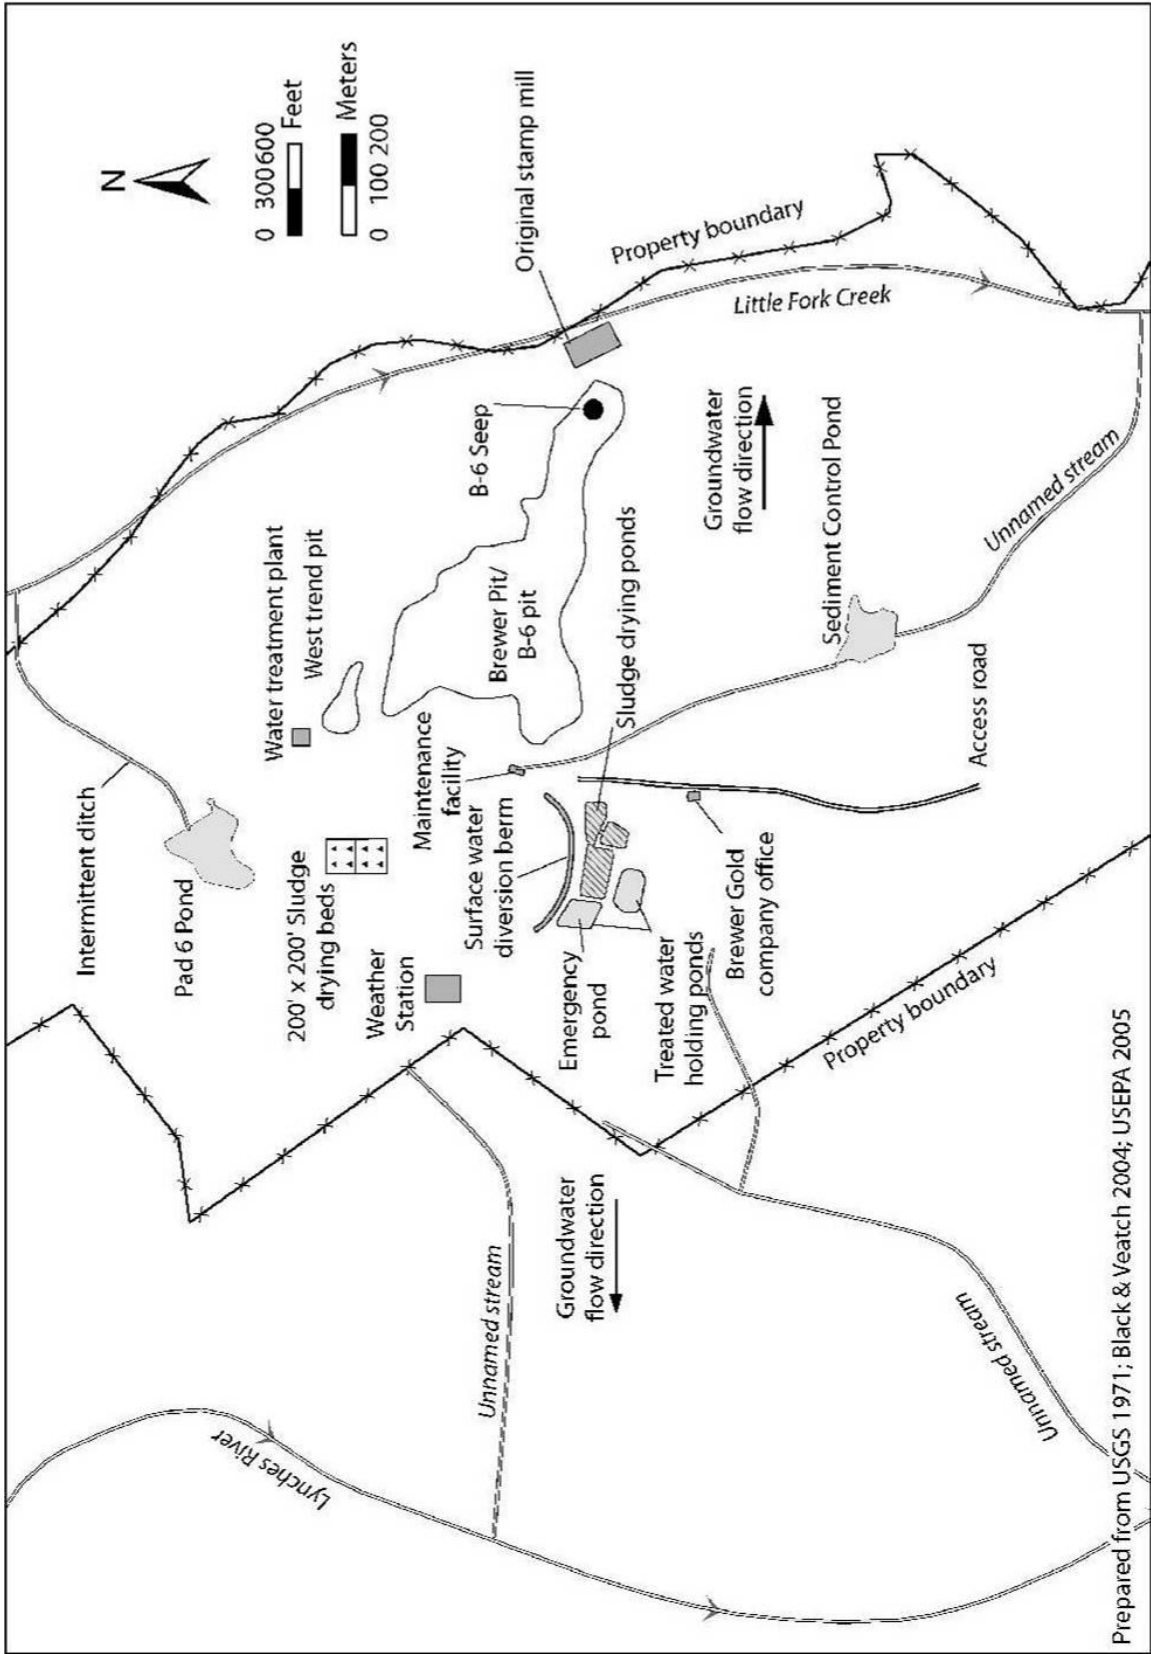 N
0 300 600
Feet
Meters
0 100 200
Original stamp mill
Property boundary
Little Fork Creek
Intermittent ditch
Pad 6 Pond
Water treatment plant
West trend pit
200' x 200' Sludge
drying beds
Weather
Station
Maintenance
facility
Surface water
diversion berm
B-6 Seep
Brewer Pit/
B-6 pit
Sludge drying ponds
Emergency
pond
Treated water
holding ponds
Brewer Gold
company office
Groundwater
flow direction
Sediment Control Pond
Unnamed stream
Access road
Property boundary
Groundwater
flow direction
Unnamed stream
Unnamed stream
Lynches River
Prepared from USGS 1971; Black & Veatch 2004; USEPA 2005